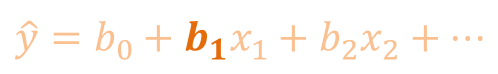 ŷ = b₀ + b₁x₁ + b₂x₂ + ⋯